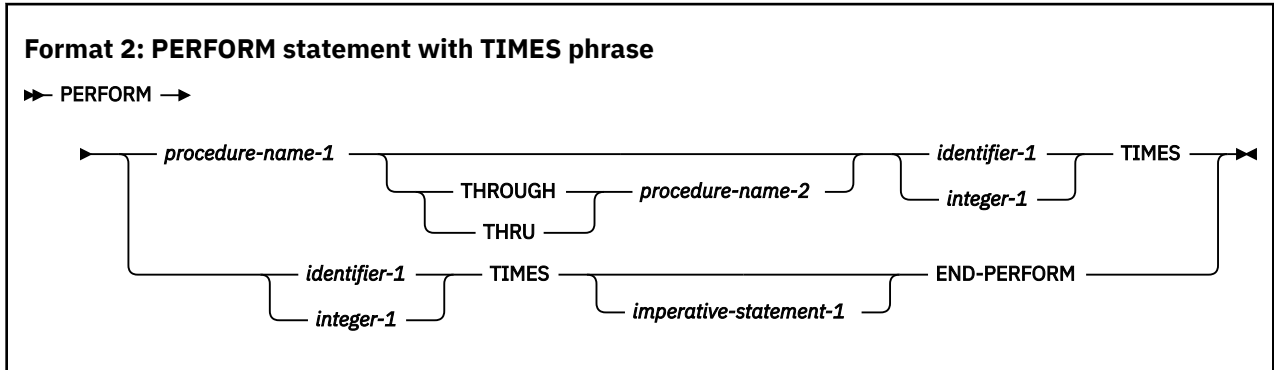 Format 2: PERFORM statement with TIMES phrase
PERFORM
procedure-name-1 identifier-1 TIMES
THROUGH procedure-name-2
integer-1
THRU
identifier-1 TIMES END-PERFORM
integer-1 imperative-statement-1